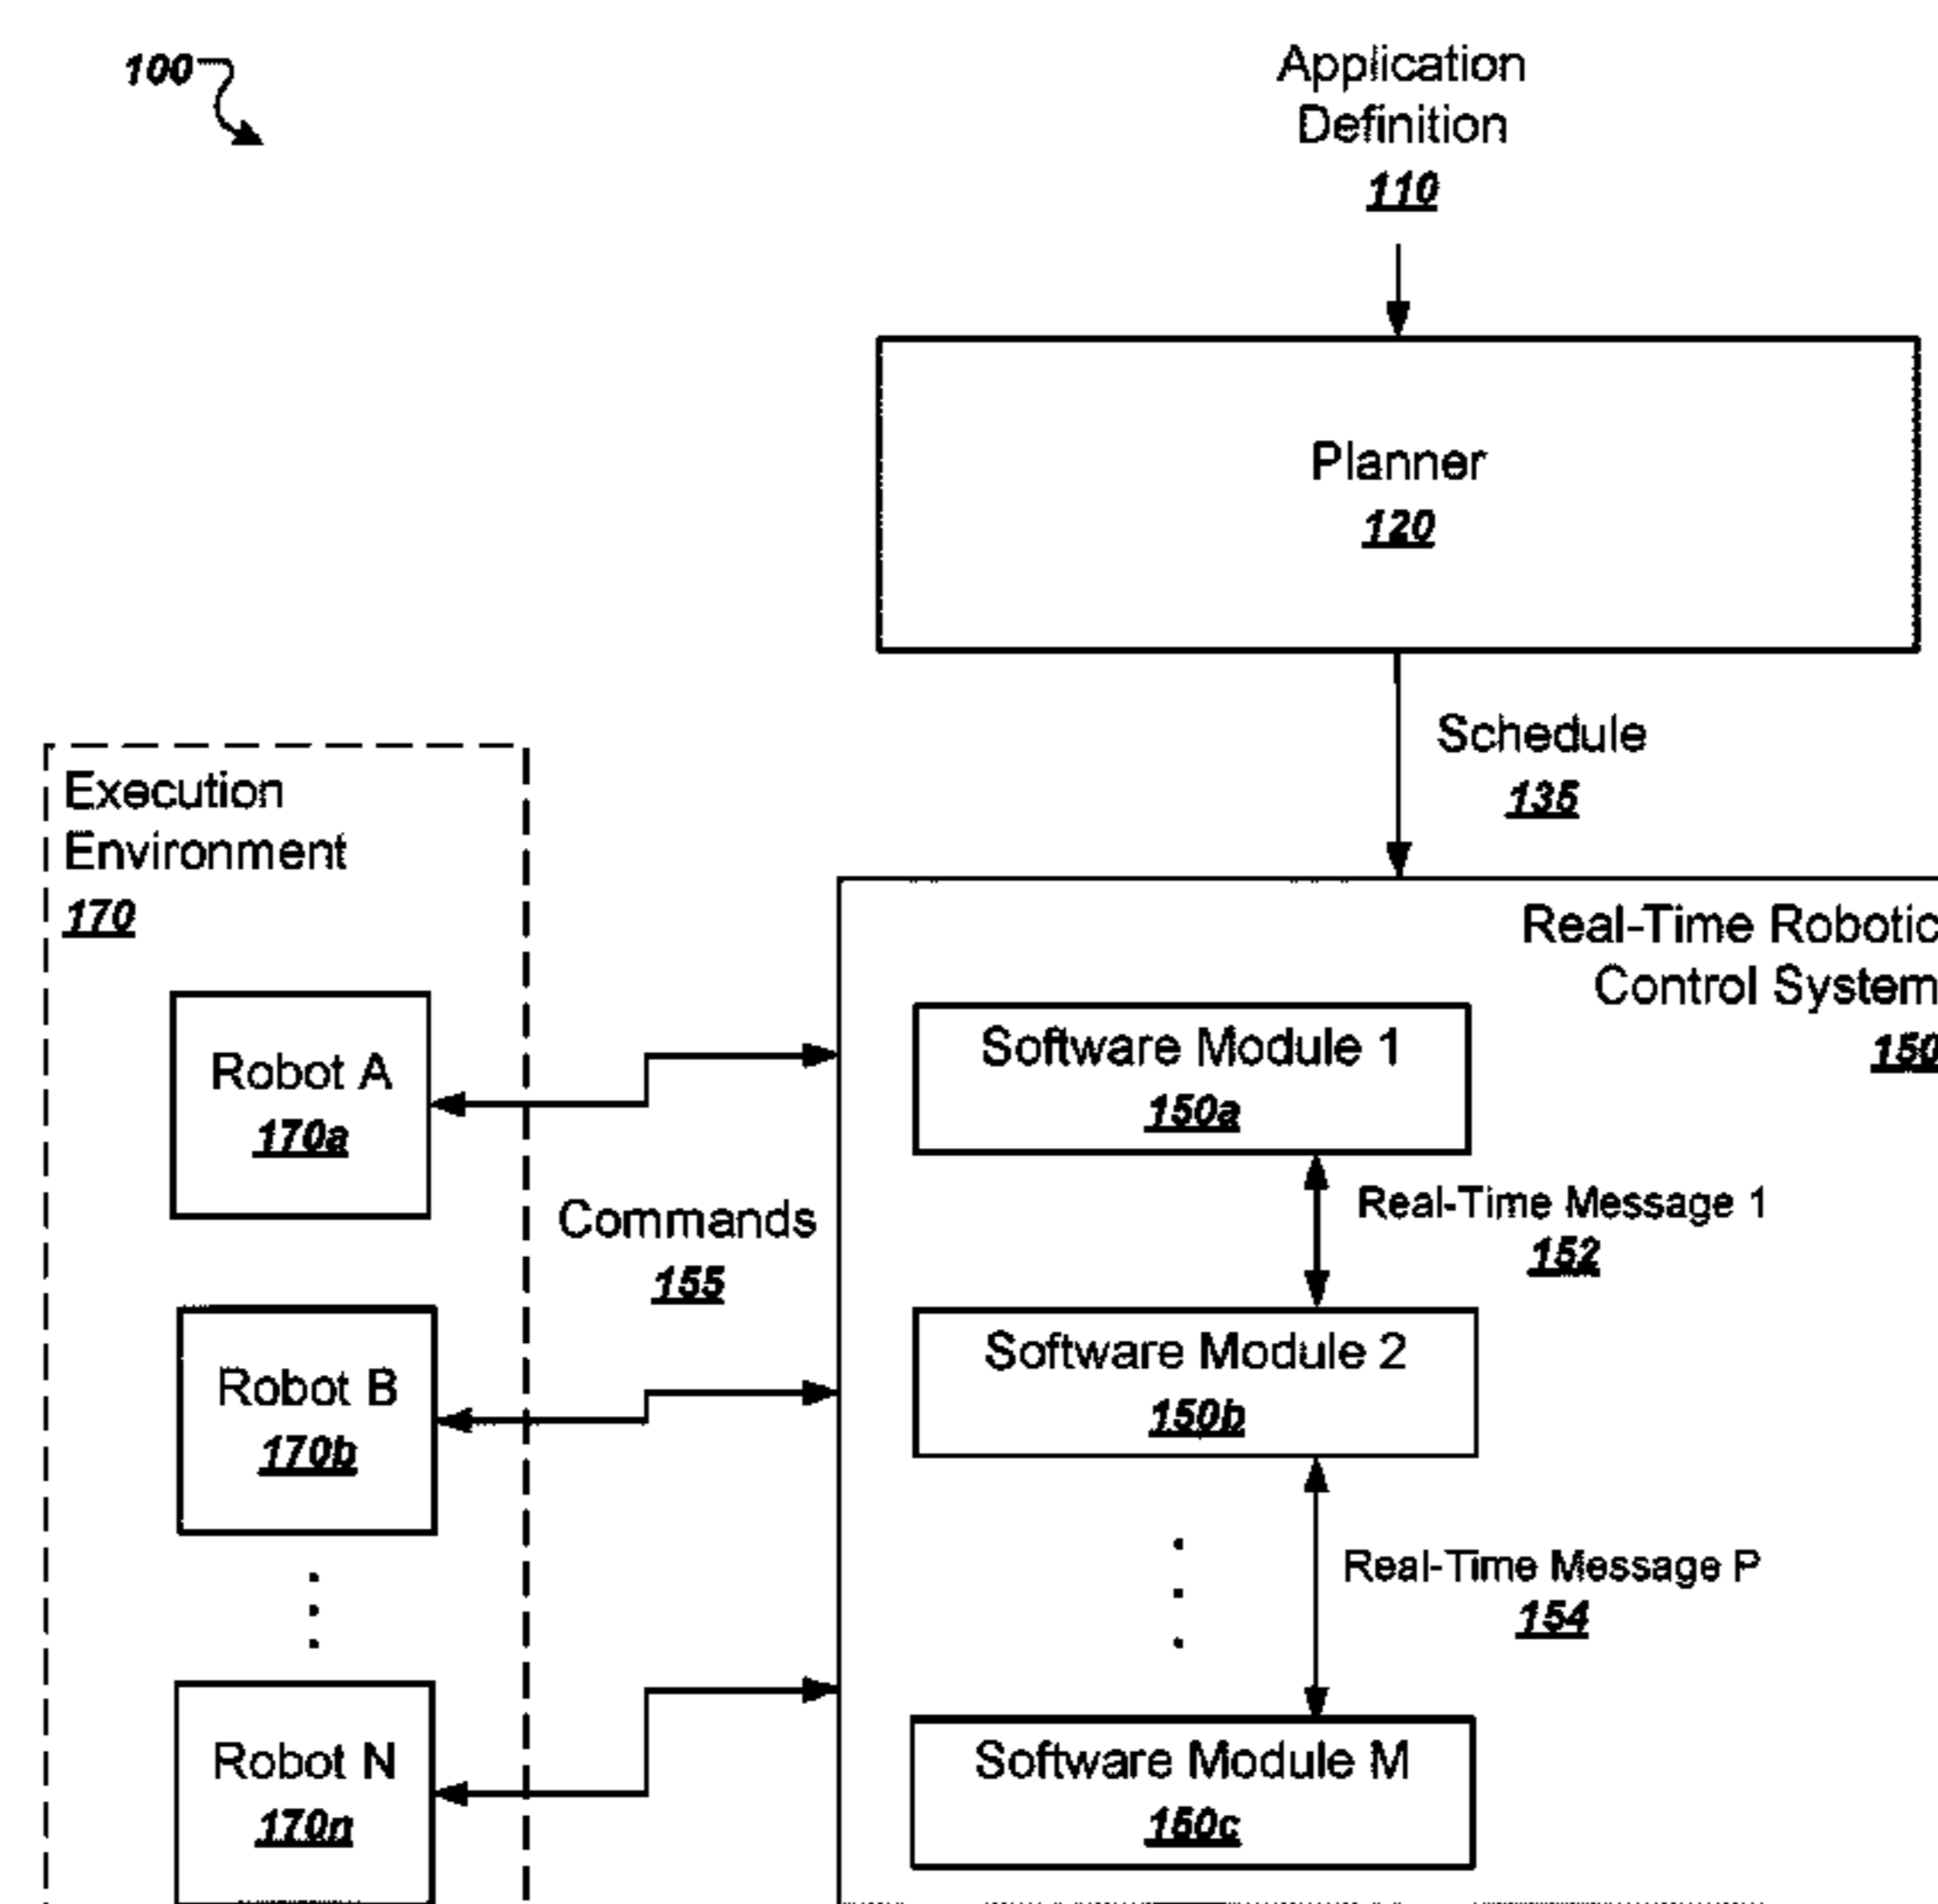 100
Application
Definition
110
Planner
120
Schedule
135
Execution
Environment
170
Real-Time Robotic
Control System
150
Robot A
170a
Software Module 1
150a
Commands
155
Real-Time Message 1
152
Robot B
170b
Software Module 2
150b
Real-Time Message P
154
Robot N
170n
Software Module M
150c